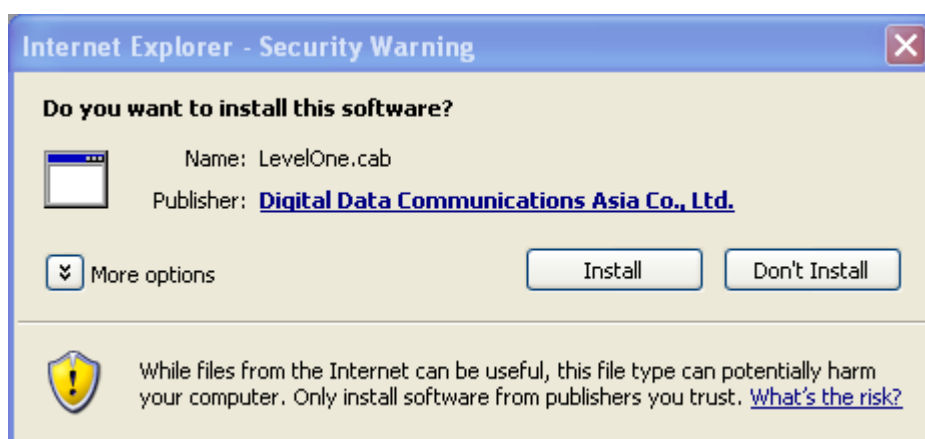 Internet Explorer - Security Warning
Do you want to install this software?
Name: LevelOne.cab
Publisher: Digital Data Communications Asia Co., Ltd.
More options
Install
Don't Install
While files from the Internet can be useful, this file type can potentially harm
your computer. Only install software from publishers you trust. What's the risk?